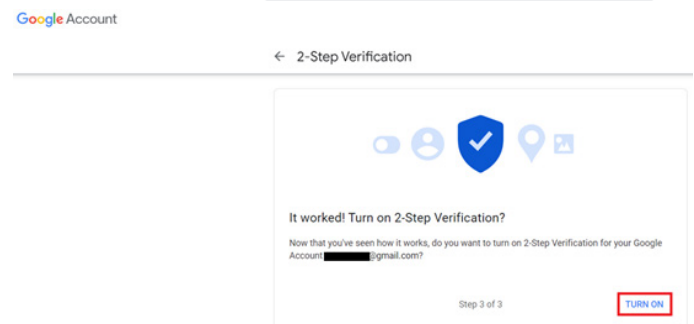 Google Account
2-Step Verification
It worked! Turn on 2-Step Verification?
Now that you've seen how it works, do you want to turn on 2-Step Verification for your Google
Account @gmail.com?
Step 3 of 3
TURN ON